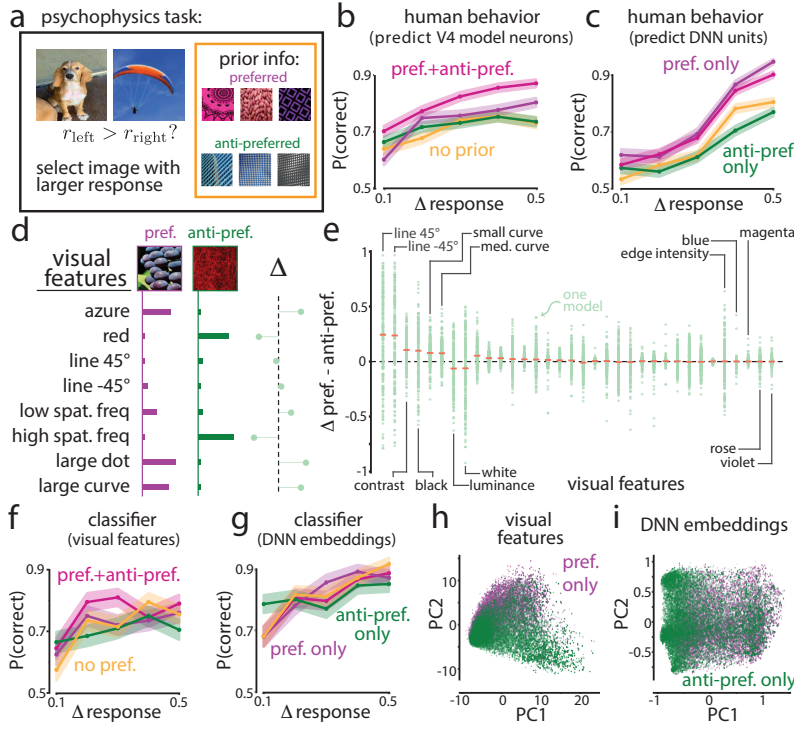 a
psychophysics task:
r_left > r_right?
select image with
larger response
prior info:
preferred
anti-preferred
b
human behavior
(predict V4 model neurons)
pref.+anti-pref.
no prior
P(correct)
0.9
0.7
0.5
0.1
0.5
Δ response
c
human behavior
(predict DNN units)
pref. only
anti-pref.
only
P(correct)
0.9
0.7
0.5
0.1
0.5
Δ response
d
pref.
anti-pref.
visual
features
Δ
azure
red
line 45°
line -45°
low spat. freq
high spat. freq
large dot
large curve
e
line 45°
line -45°
small curve
med. curve
one
model
blue
edge intensity
magenta
Δ pref. - anti-pref.
1
0.5
0
-0.5
-1
contrast
black
white
luminance
rose
violet
visual features
f
classifier
(visual features)
pref.+anti-pref.
no pref.
P(correct)
0.9
0.7
0.5
0.1
0.5
Δ response
g
classifier
(DNN embeddings)
anti-pref.
only
pref. only
P(correct)
0.9
0.7
0.5
0.1
0.5
Δ response
h
visual
features
pref.
only
PC2
10
0
-10
-10
0
10
20
PC1
i
DNN embeddings
anti-pref. only
PC2
0.5
0
-0.5
-1
0
1
PC1